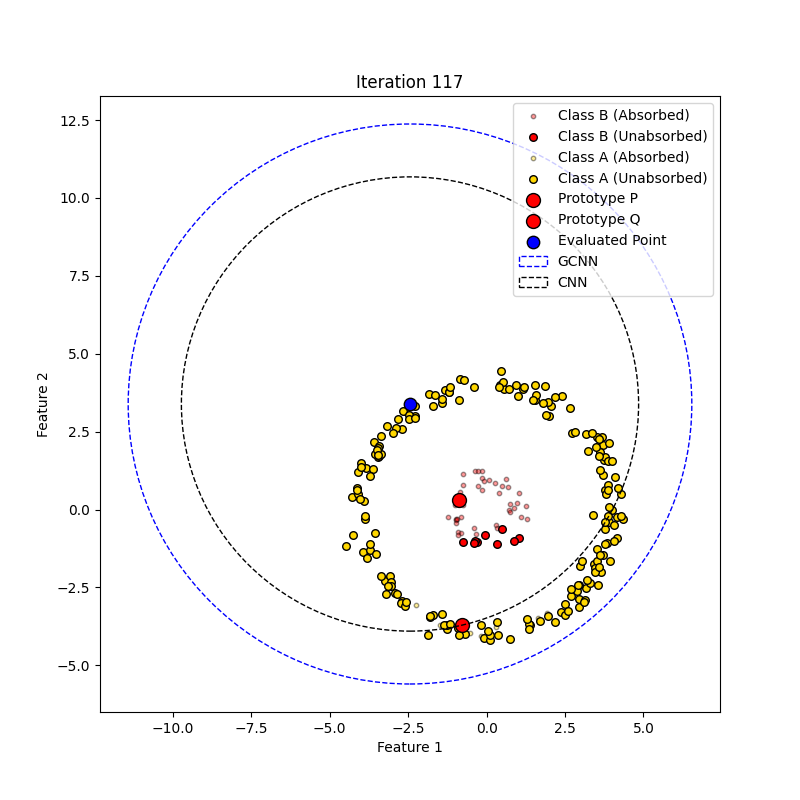 Iteration 117
Class B (Absorbed)
Class B (Unabsorbed)
Class A (Absorbed)
Class A (Unabsorbed)
Prototype P
Prototype Q
Evaluated Point
GCNN
CNN
12.5
10.0
7.5
5.0
2.5
0.0
−2.5
−5.0
Feature 2
−10.0 −7.5 −5.0 −2.5 0.0 2.5 5.0
Feature 1